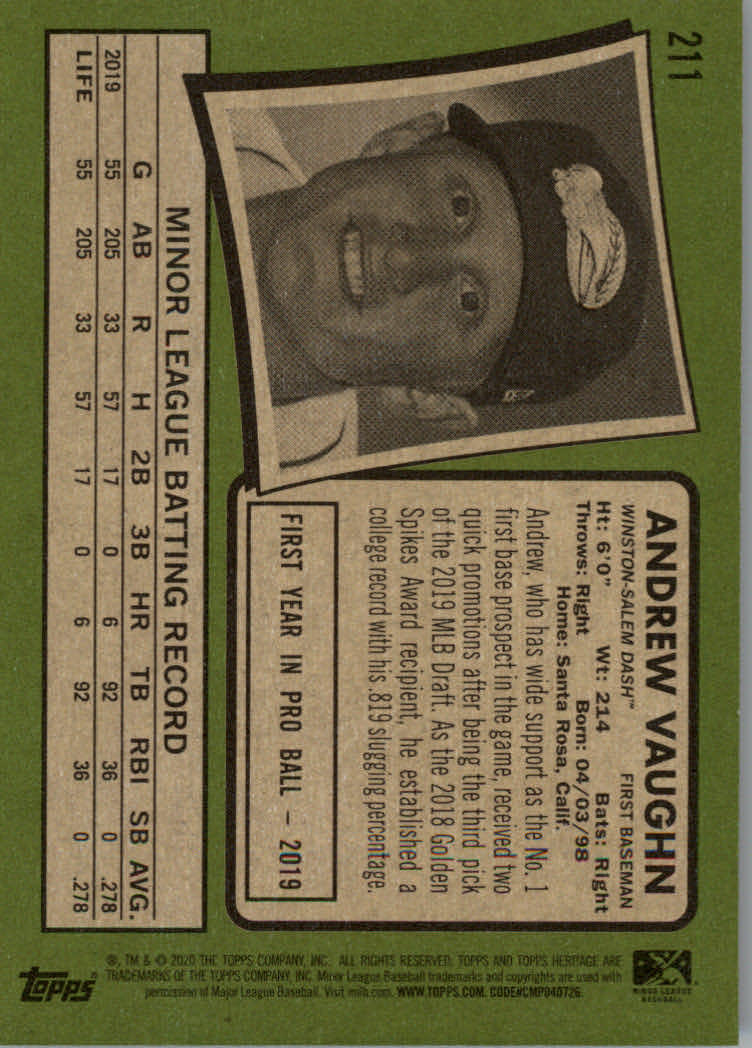 211
ANDREW VAUGHN
WINSTON-SALEM DASH™ FIRST BASEMAN
Ht: 6'0" Wt: 214 Bats: Right
Throws: Right Born: 04/03/98
Home: Santa Rosa, Calif.
Andrew, who has wide support as the No. 1
first base prospect in the game, received two
quick promotions after being the third pick
of the 2019 MLB Draft. As the 2018 Golden
Spikes Award recipient, he established a
college record with his .819 slugging percentage.
FIRST YEAR IN PRO BALL – 2019
MINOR LEAGUE BATTING RECORD
G AB R H 2B 3B HR TB RBI SB AVG.
2019 55 205 33 57 17 0 6 92 36 0 .278
LIFE 55 205 33 57 17 0 6 92 36 0 .278
MINOR LEAGUE
BASEBALL
®, TM & © 2020 THE TOPPS COMPANY, INC. ALL RIGHTS RESERVED. TOPPS AND TOPPS HERITAGE ARE
TRADEMARKS OF THE TOPPS COMPANY, INC. Minor League Baseball trademarks and copyrights are used with
permission of Major League Baseball. Visit milb.com. WWW.TOPPS.COM. CODE#CMP040726.
Topps®